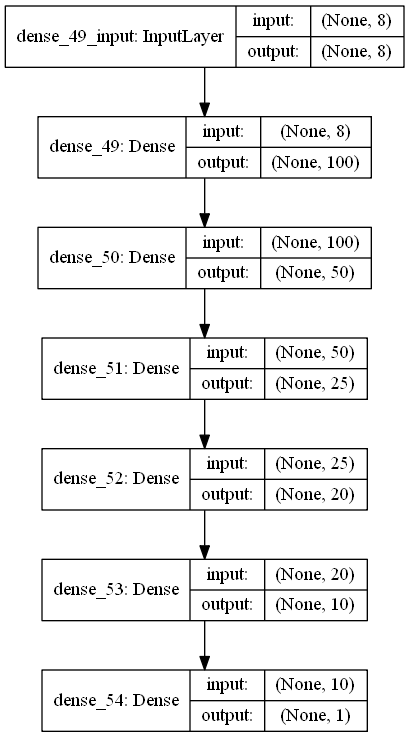 dense_49_input: InputLayer
input: (None, 8)
output: (None, 8)
dense_49: Dense
input: (None, 8)
output: (None, 100)
dense_50: Dense
input: (None, 100)
output: (None, 50)
dense_51: Dense
input: (None, 50)
output: (None, 25)
dense_52: Dense
input: (None, 25)
output: (None, 20)
dense_53: Dense
input: (None, 20)
output: (None, 10)
dense_54: Dense
input: (None, 10)
output: (None, 1)